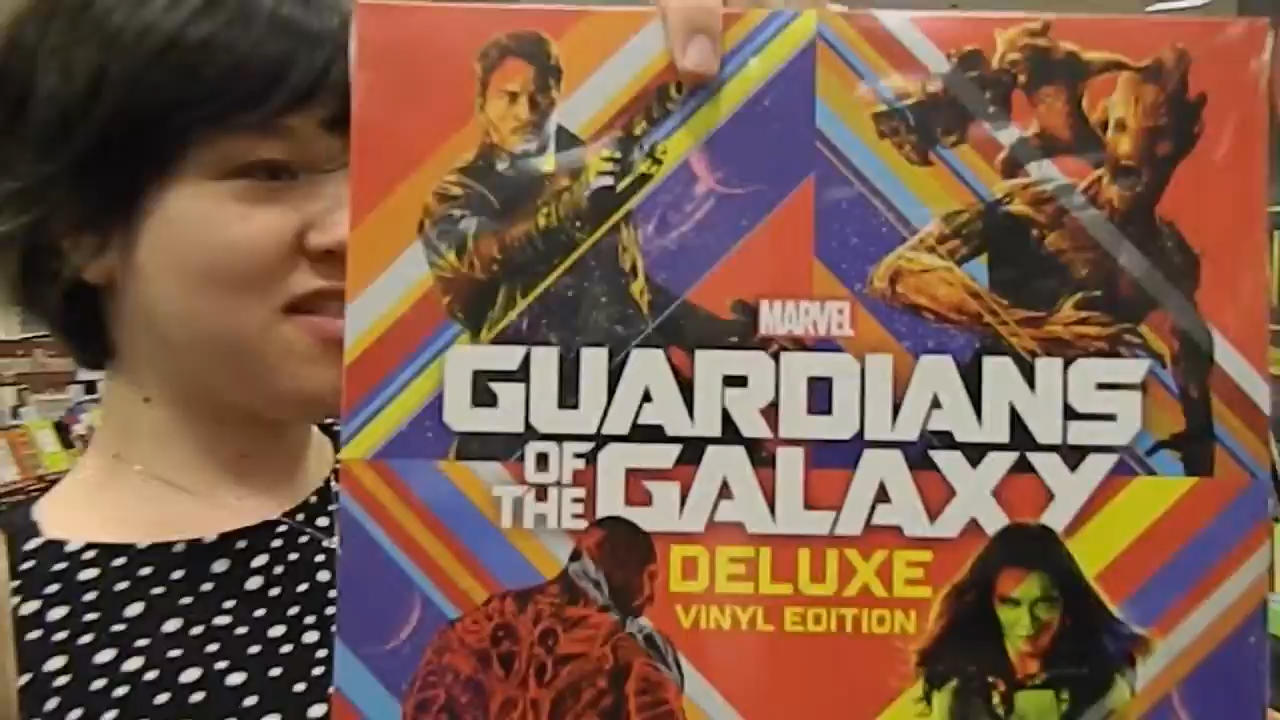 MARVEL
GUARDIANS
OF THE GALAXY
DELUXE
VINYL EDITION